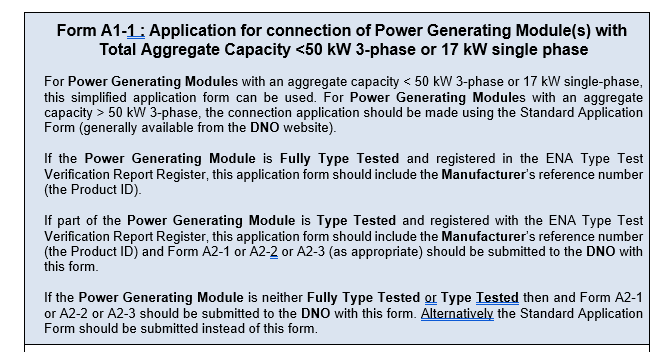 Form A1-1 : Application for connection of Power Generating Module(s) with
Total Aggregate Capacity <50 kW 3-phase or 17 kW single phase
For Power Generating Modules with an aggregate capacity < 50 kW 3-phase or 17 kW single-phase,
this simplified application form can be used. For Power Generating Modules with an aggregate
capacity > 50 kW 3-phase, the connection application should be made using the Standard Application
Form (generally available from the DNO website).
If the Power Generating Module is Fully Type Tested and registered in the ENA Type Test
Verification Report Register, this application form should include the Manufacturer's reference number
(the Product ID).
If part of the Power Generating Module is Type Tested and registered with the ENA Type Test
Verification Report Register, this application form should include the Manufacturer's reference number
(the Product ID) and Form A2-1 or A2-2 or A2-3 (as appropriate) should be submitted to the DNO with
this form.
If the Power Generating Module is neither Fully Type Tested or Type Tested then and Form A2-1
or A2-2 or A2-3 should be submitted to the DNO with this form. Alternatively the Standard Application
Form should be submitted instead of this form.